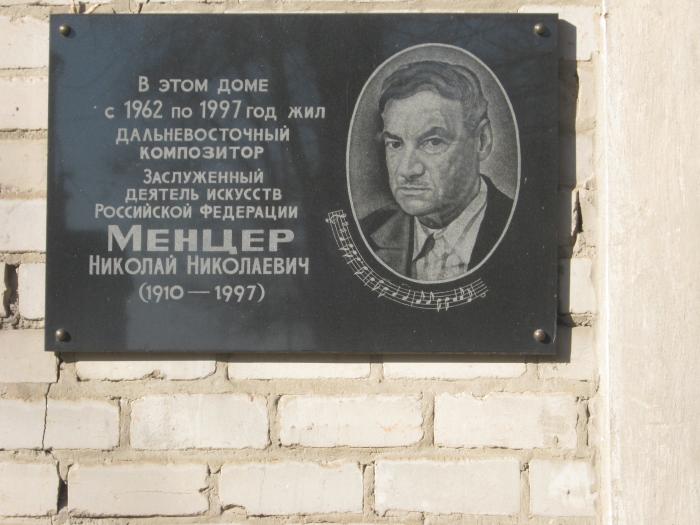 В этом доме
с 1962 по 1997 год жил
дальневосточный
композитор
Заслуженный
деятель искусств
Российской Федерации
Менцер
Николай Николаевич
(1910 — 1997)